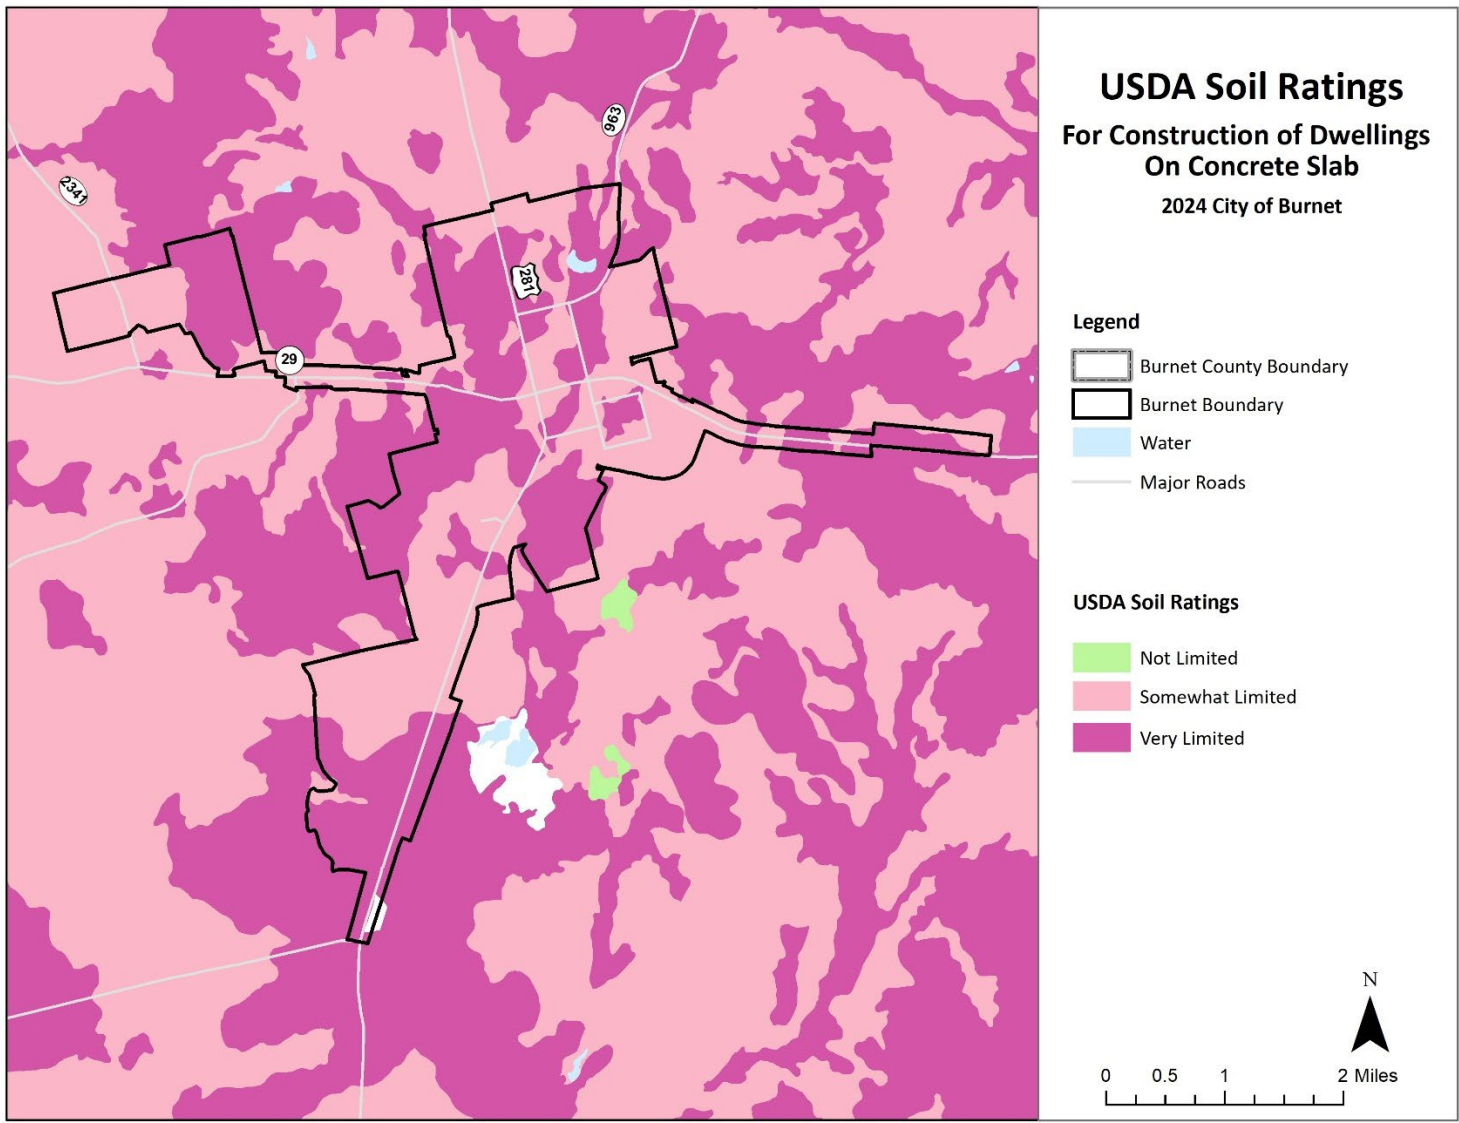 USDA Soil Ratings
For Construction of Dwellings
On Concrete Slab
2024 City of Burnet
963
2341
281
29
Legend
Burnet County Boundary
Burnet Boundary
Water
Major Roads
USDA Soil Ratings
Not Limited
Somewhat Limited
Very Limited
N
0 0.5 1 2 Miles